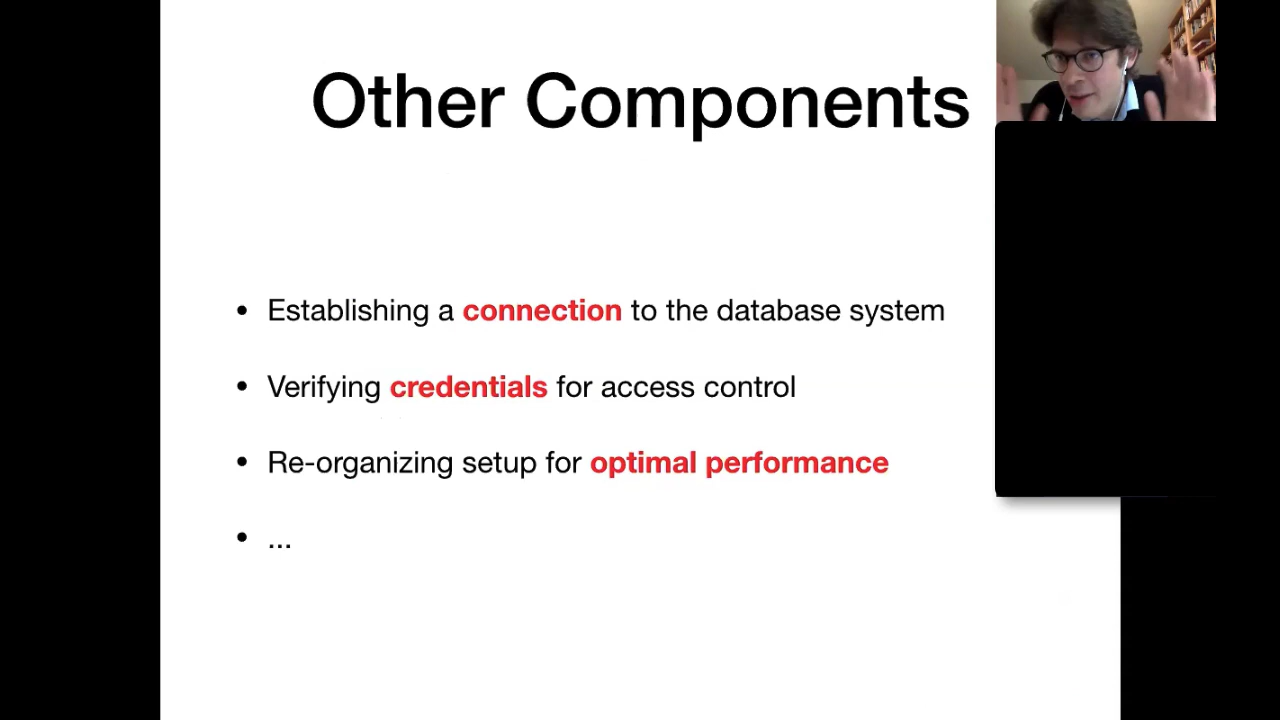 Other Components
• Establishing a connection to the database system
• Verifying credentials for access control
• Re-organizing setup for optimal performance
• ...